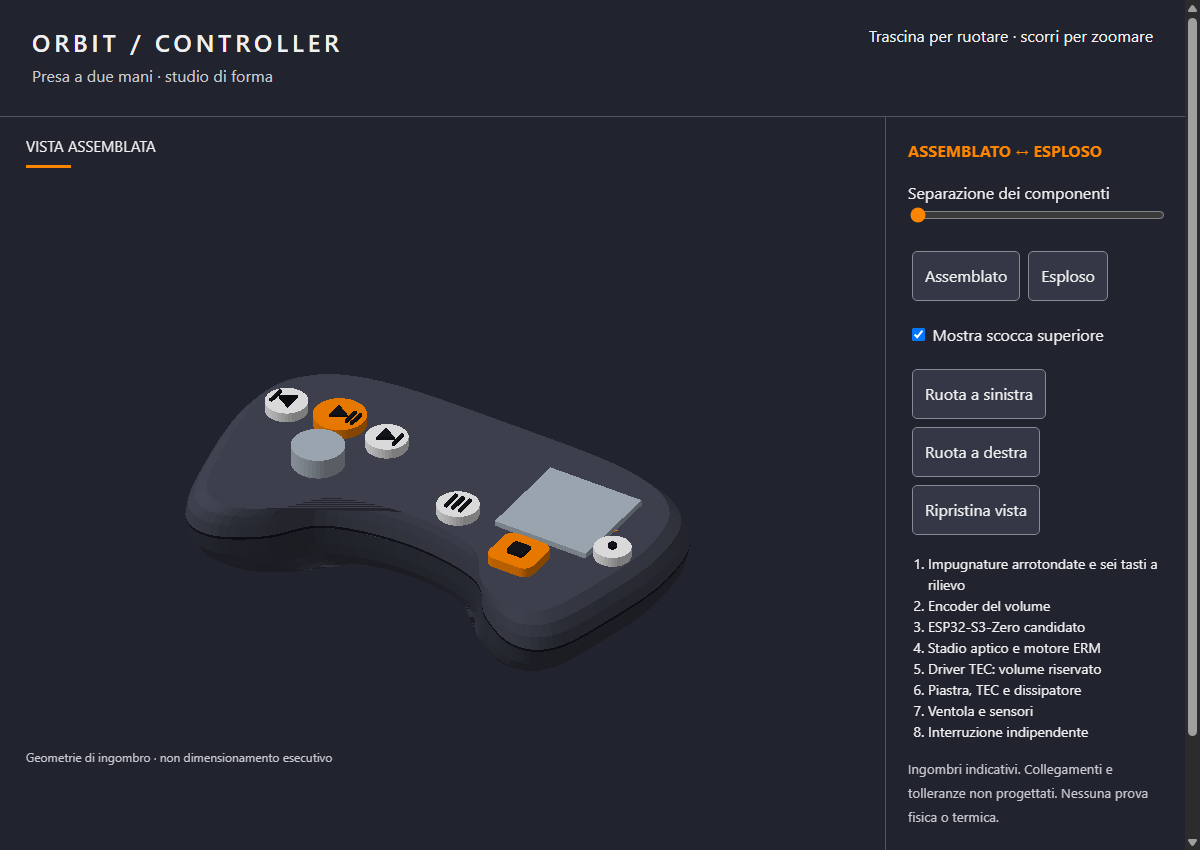 ORBIT / CONTROLLER
Presa a due mani · studio di forma
Trascina per ruotare · scorri per zoomare
VISTA ASSEMBLATA
Geometrie di ingombro · non dimensionamento esecutivo
ASSEMBLATO ↔ ESPLOSO
Separazione dei componenti
Assemblato
Esploso
Mostra scocca superiore
Ruota a sinistra
Ruota a destra
Ripristina vista
1. Impugnature arrotondate e sei tasti a
rilievo
2. Encoder del volume
3. ESP32-S3-Zero candidato
4. Stadio aptico e motore ERM
5. Driver TEC: volume riservato
6. Piastra, TEC e dissipatore
7. Ventola e sensori
8. Interruzione indipendente
Ingombri indicativi. Collegamenti e
tolleranze non progettati. Nessuna prova
fisica o termica.